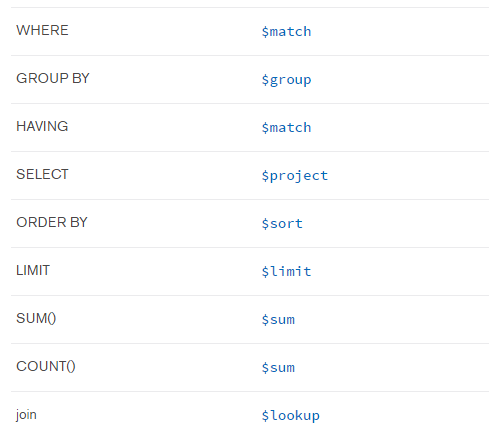 WHERE $match
GROUP BY $group
HAVING $match
SELECT $project
ORDER BY $sort
LIMIT $limit
SUM() $sum
COUNT() $sum
join $lookup